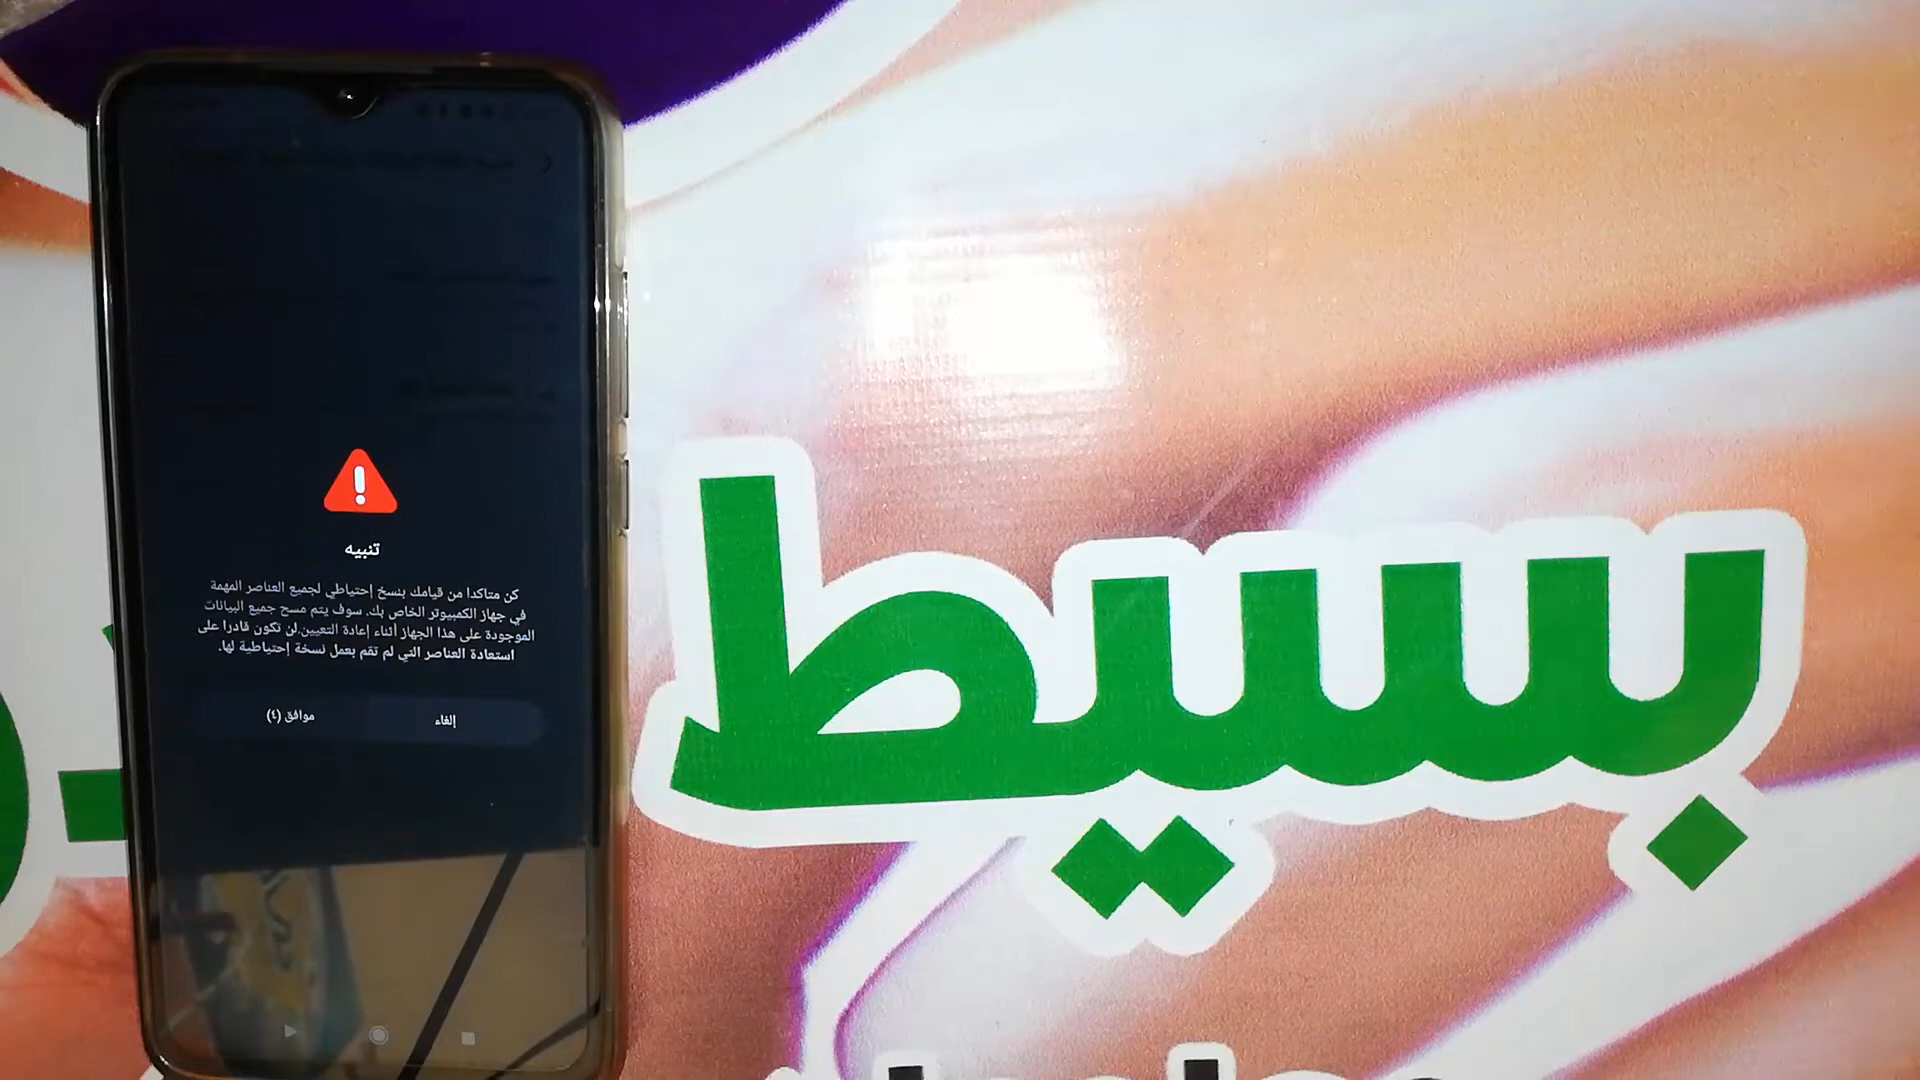 تنبيه
كن متاكدا من قيامك بنسخ إحتياطي لجميع العناصر المهمة
في جهاز الكمبيوتر الخاص بك. سوف يتم مسح جميع البيانات
الموجودة على هذا الجهاز أثناء إعادة التعيين.لن تكون قادرا على
استعادة العناصر التي لم تقم بعمل نسخة إحتياطية لها.
إلغاء
موافق (٤)
بسيط